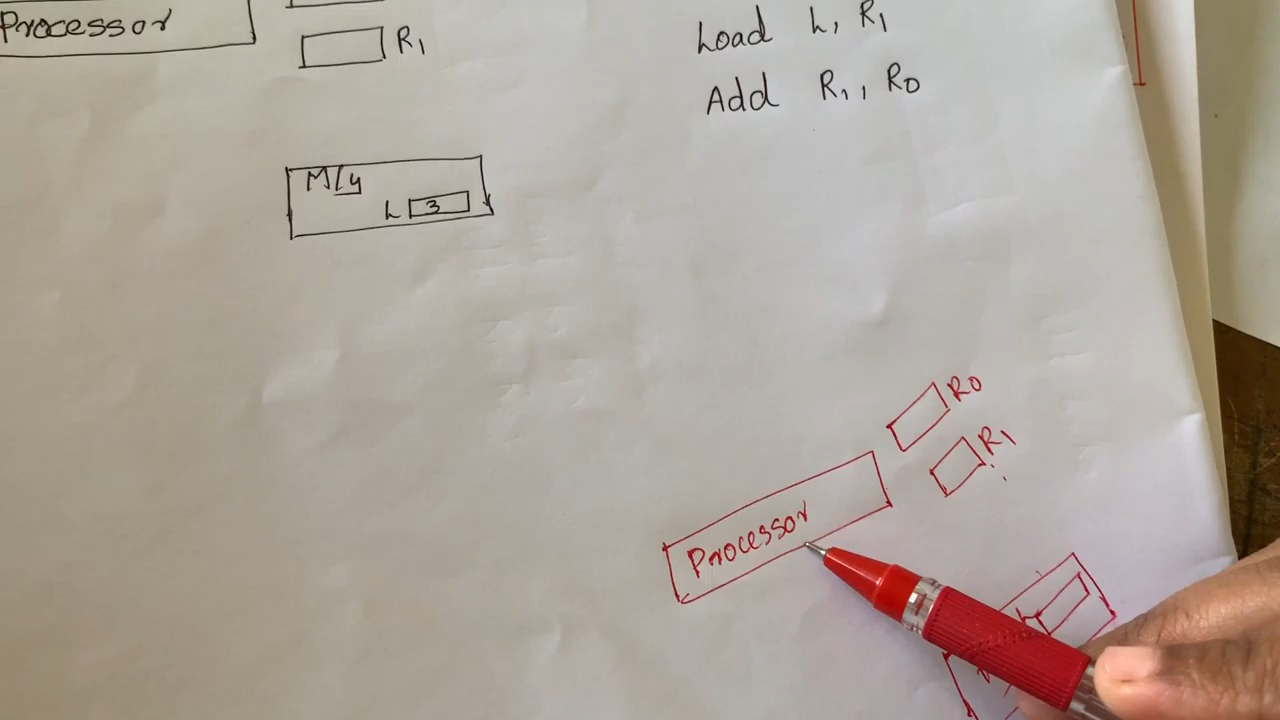 Processor
R1
Load L, R1
Add R1, R0
M/y
L 3
R0
R1
Processor